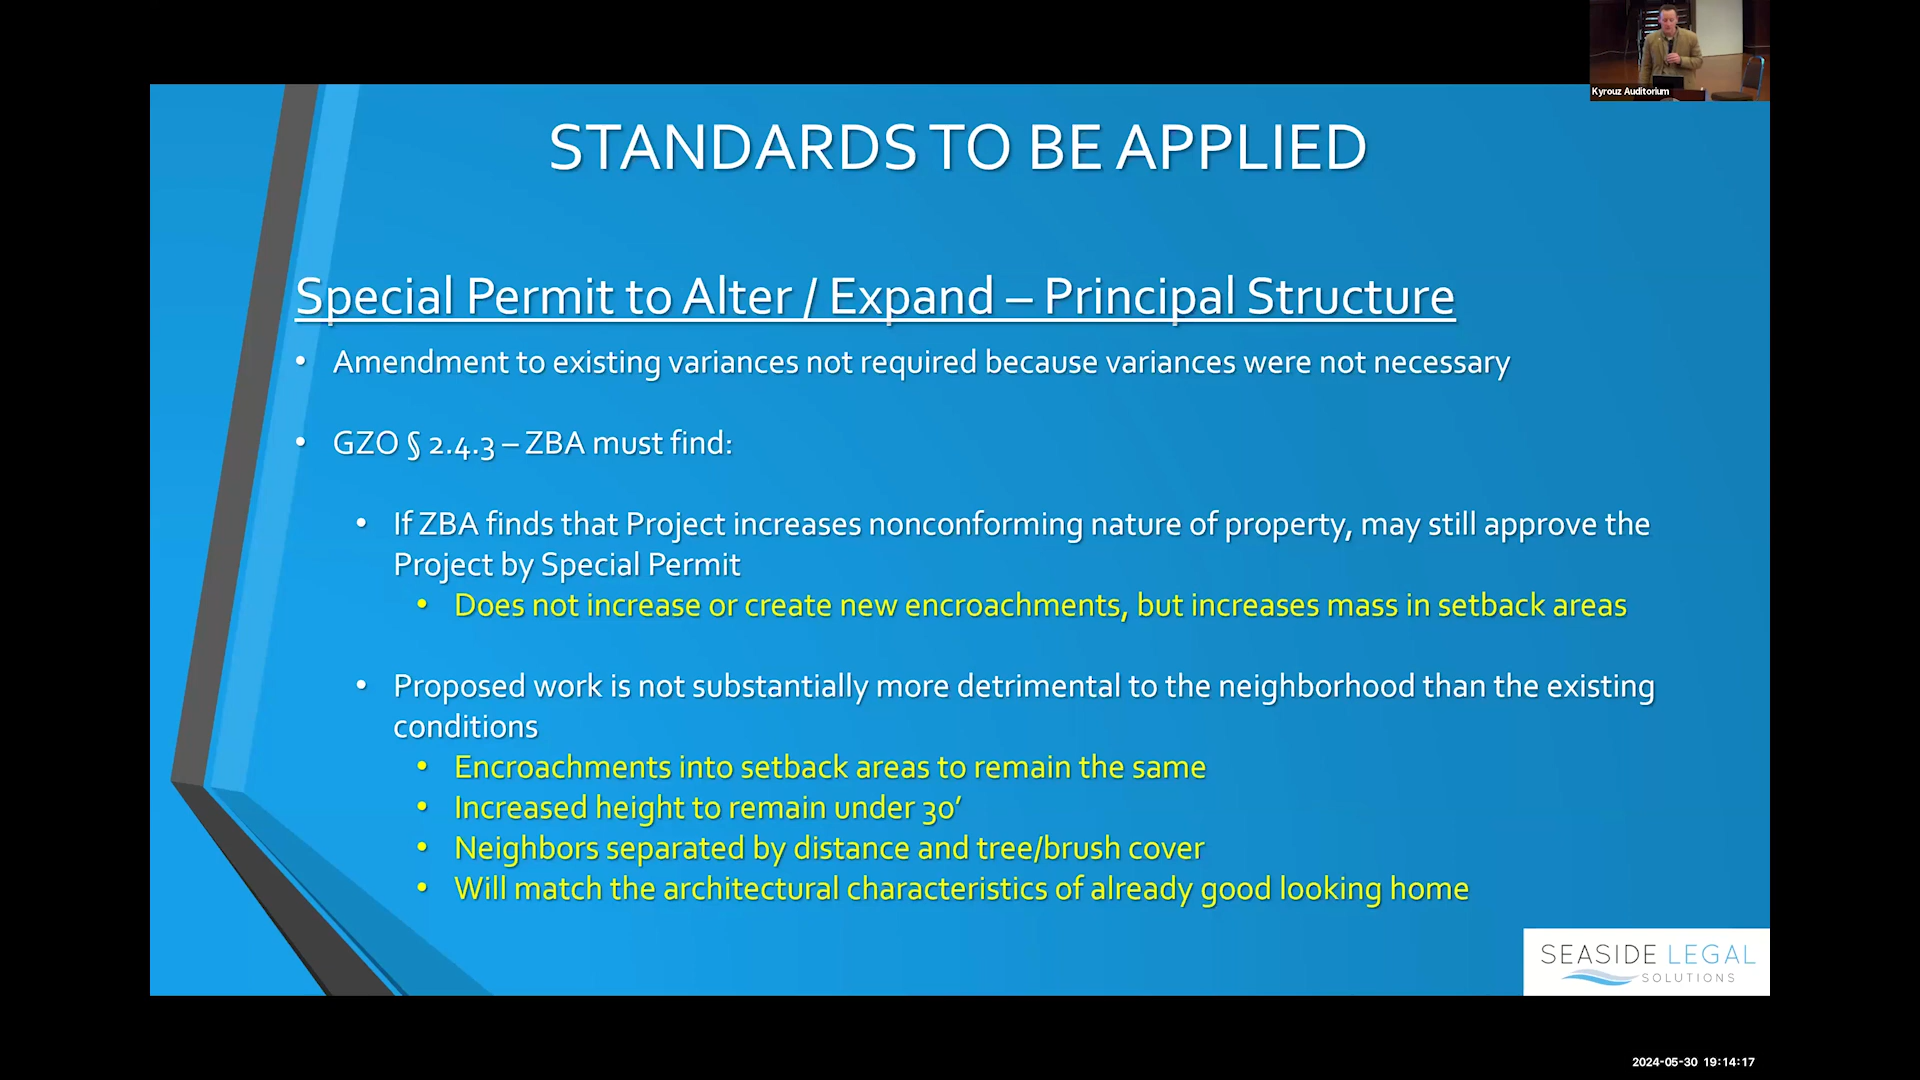 Kyrouz Auditorium
STANDARDS TO BE APPLIED
Special Permit to Alter / Expand – Principal Structure
• Amendment to existing variances not required because variances were not necessary
• GZO § 2.4.3 – ZBA must find:
• If ZBA finds that Project increases nonconforming nature of property, may still approve the
Project by Special Permit
• Does not increase or create new encroachments, but increases mass in setback areas
• Proposed work is not substantially more detrimental to the neighborhood than the existing
conditions
• Encroachments into setback areas to remain the same
• Increased height to remain under 30’
• Neighbors separated by distance and tree/brush cover
• Will match the architectural characteristics of already good looking home
SEASIDE LEGAL
SOLUTIONS
2024-05-30 19:14:17